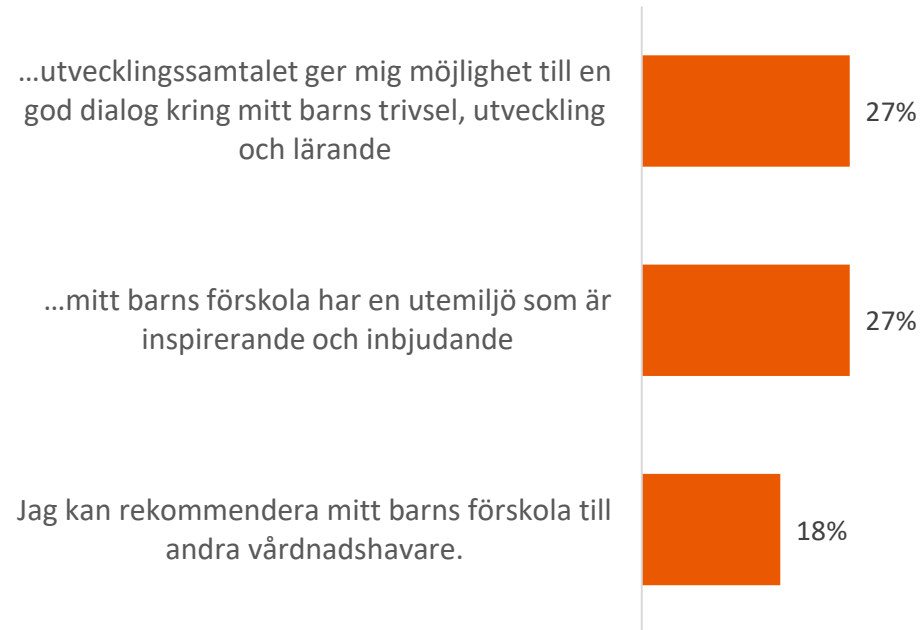 …utvecklingssamtalet ger mig möjlighet till en
god dialog kring mitt barns trivsel, utveckling
och lärande
27%
…mitt barns förskola har en utemiljö som är
inspirerande och inbjudande
27%
Jag kan rekommendera mitt barns förskola till
andra vårdnadshavare.
18%